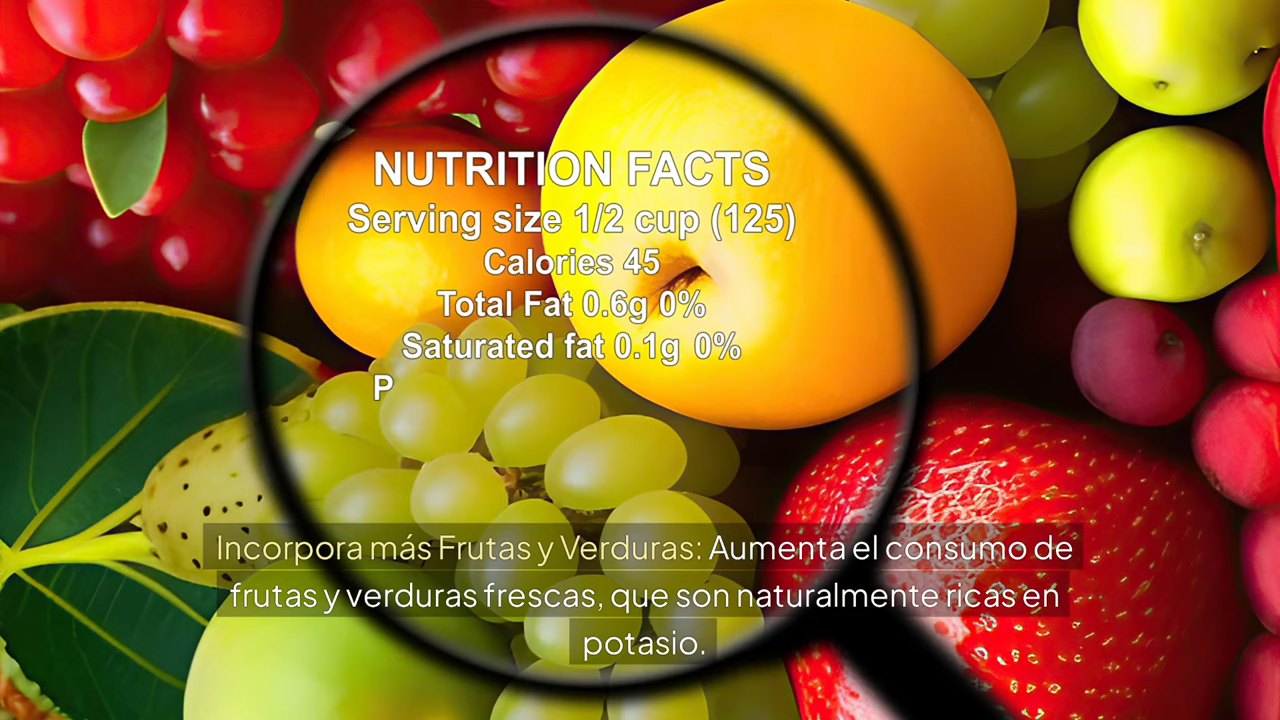 NUTRITION FACTS
Serving size 1/2 cup (125)
Calories 45
Total Fat 0.6g 0%
Saturated fat 0.1g 0%
P
Incorpora más Frutas y Verduras: Aumenta el consumo de
frutas y verduras frescas, que son naturalmente ricas en
potasio.